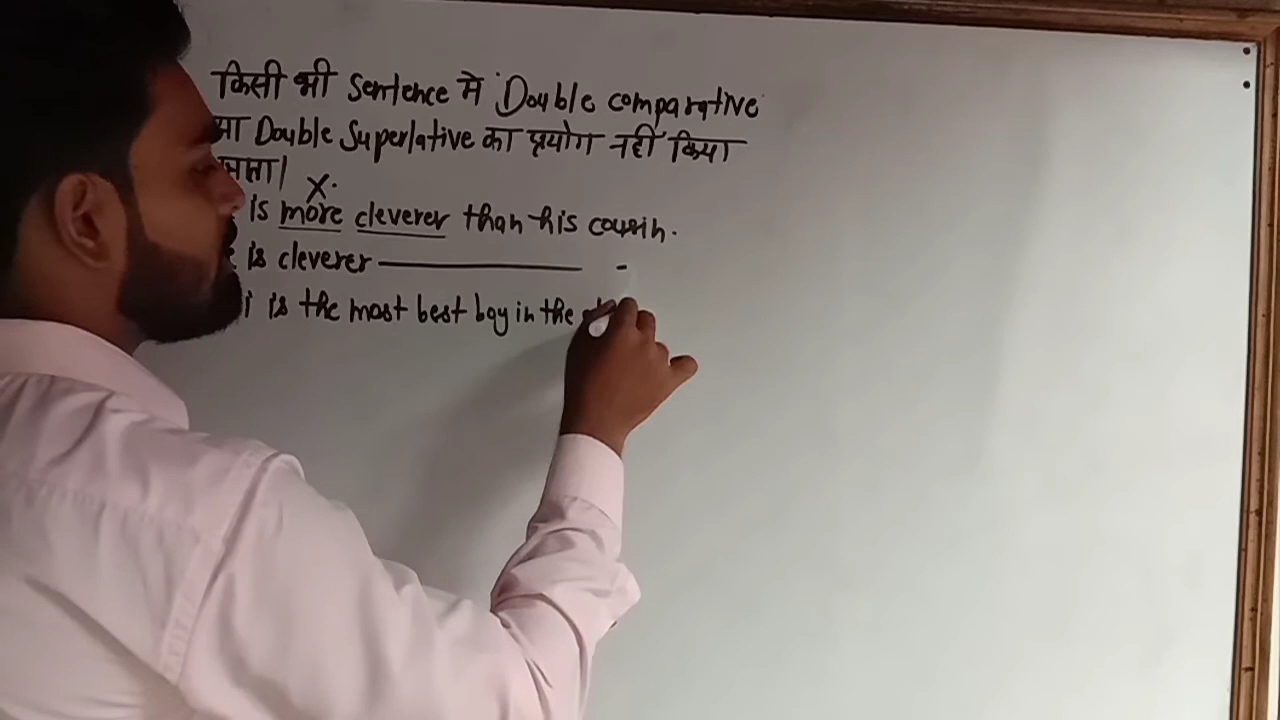 किसी भी Sentence मे Double comparative
या Double Superlative का प्रयोग नहीं किया
जाता।
X.
is more cleverer than his cousin.
is cleverer ——— -
is the most best boy in the